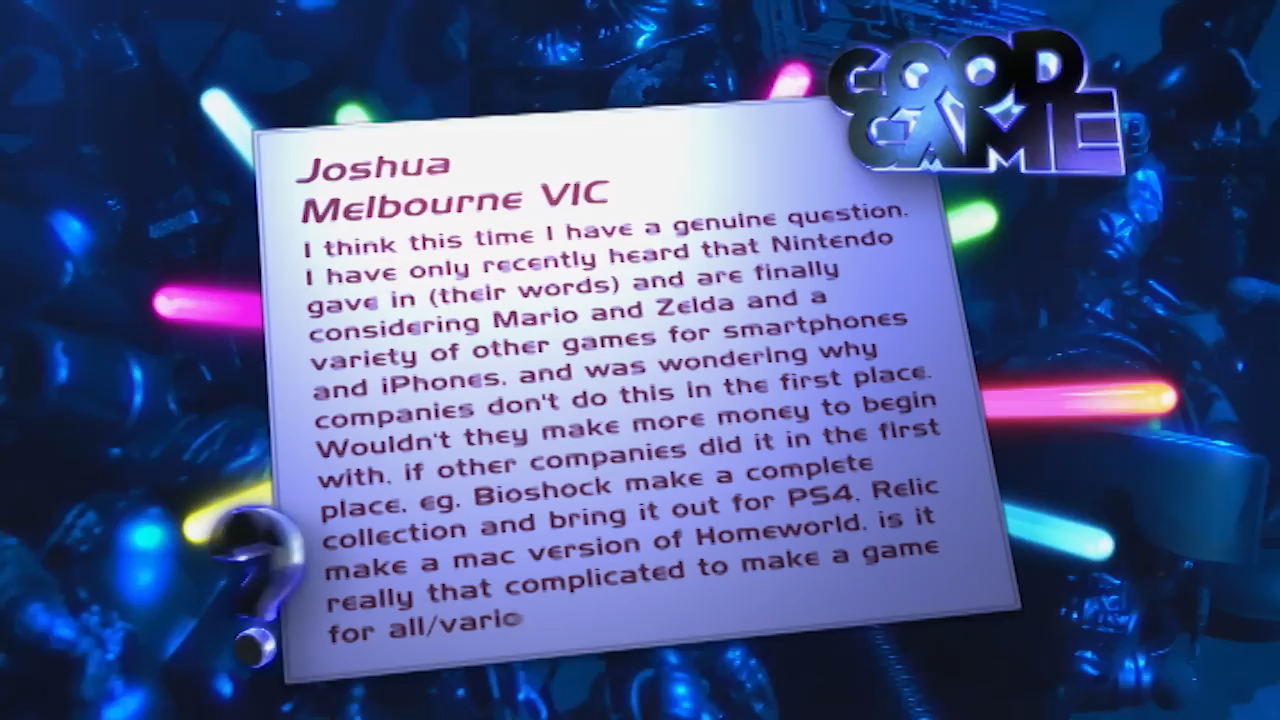 GOOD
GAME
Joshua
Melbourne VIC
I think this time I have a genuine question.
I have only recently heard that Nintendo
gave in (their words) and are finally
considering Mario and Zelda and a
variety of other games for smartphones
and iPhones. and was wondering why
companies don't do this in the first place.
Wouldn't they make more money to begin
with. if other companies did it in the first
place. eg. Bioshock make a complete
collection and bring it out for PS4. Relic
make a mac version of Homeworld. is it
really that complicated to make a game
for all/vario
?